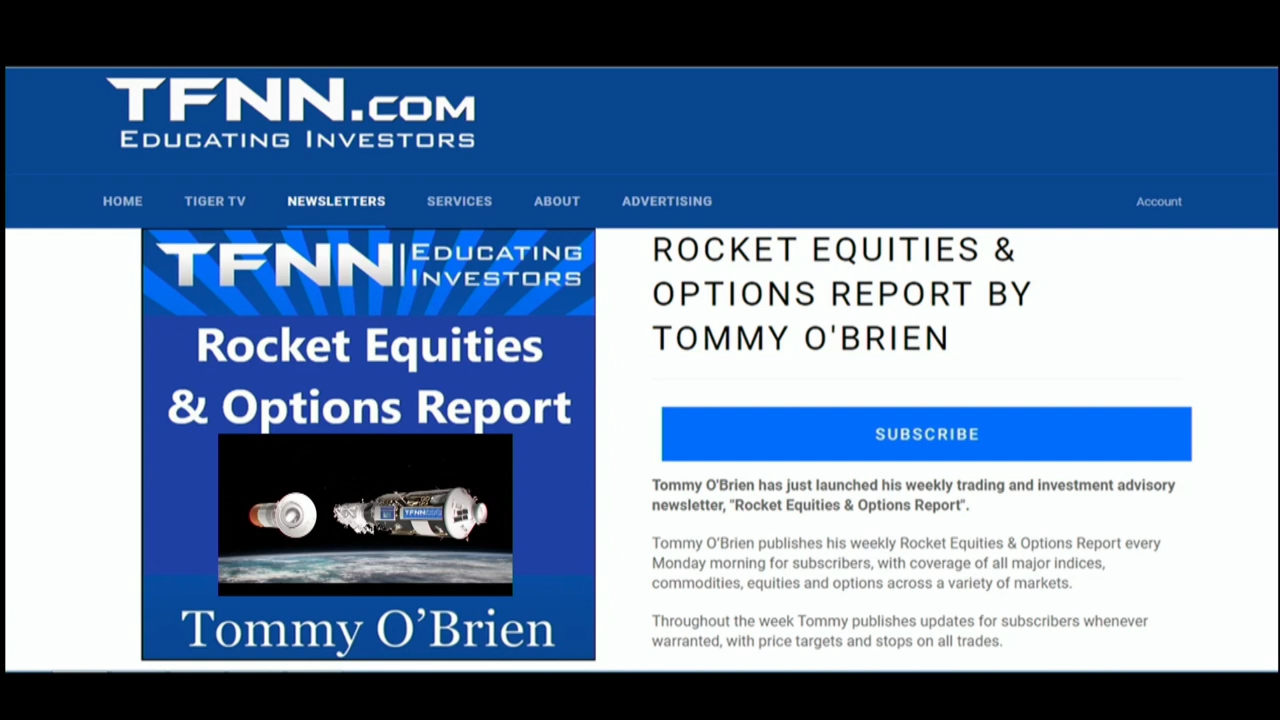 TFNN.COM
EDUCATING INVESTORS
HOME TIGER TV NEWSLETTERS SERVICES ABOUT ADVERTISING Account
TFNN EDUCATING
INVESTORS
Rocket Equities
& Options Report
TFNN
Tommy O’Brien
ROCKET EQUITIES &
OPTIONS REPORT BY
TOMMY O'BRIEN
SUBSCRIBE
Tommy O'Brien has just launched his weekly trading and investment advisory
newsletter, "Rocket Equities & Options Report".
Tommy O'Brien publishes his weekly Rocket Equities & Options Report every
Monday morning for subscribers, with coverage of all major indices,
commodities, equities and options across a variety of markets.
Throughout the week Tommy publishes updates for subscribers whenever
warranted, with price targets and stops on all trades.